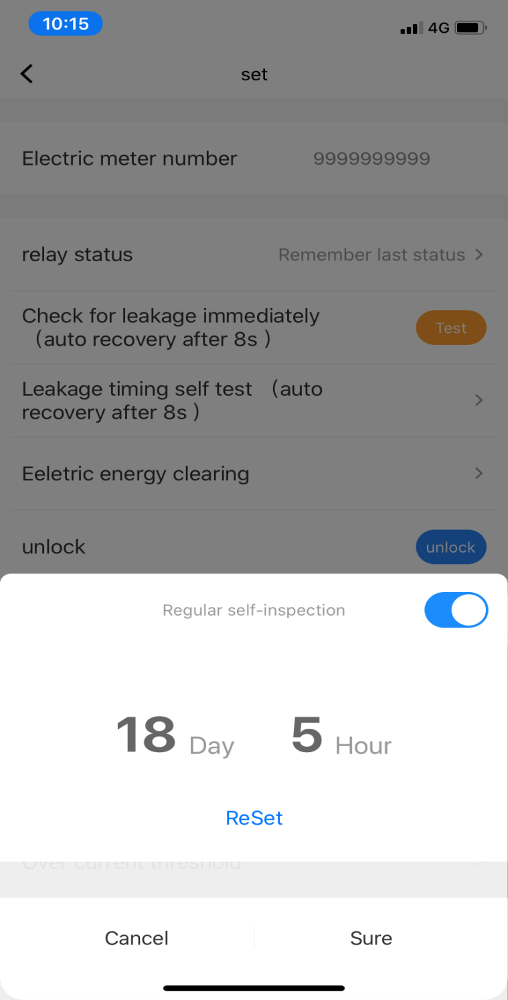 10:15
4G
set
Electric meter number 9999999999
relay status Remember last status
Check for leakage immediately
（auto recovery after 8s ） Test
Leakage timing self test （auto
recovery after 8s ）
Eeletric energy clearing
unlock unlock
Regular self-inspection
18 Day 5 Hour
ReSet
Over current threshold
Cancel Sure